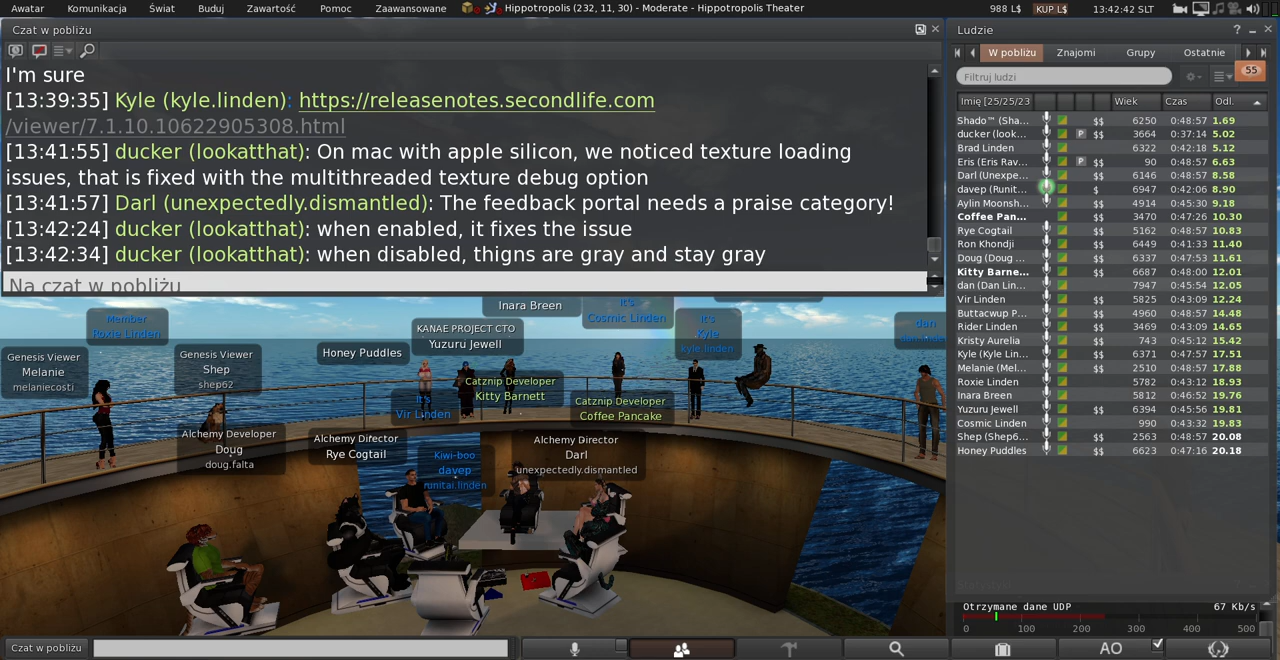 Awatar Komunikacja Świat Buduj Zawartość Pomoc Zaawansowane Hippotropolis (232, 11, 30) - Moderate - Hippotropolis Theater 988 L$ KUP L$ 13:42:42 SLT
Czat w pobliżu
I'm sure
[13:39:35] Kyle (kyle.linden): https://releasenotes.secondlife.com
/viewer/7.1.10.10622905308.html
[13:41:55] ducker (lookatthat): On mac with apple silicon, we noticed texture loading
issues, that is fixed with the multithreaded texture debug option
[13:41:57] Darl (unexpectedly.dismantled): The feedback portal needs a praise category!
[13:42:24] ducker (lookatthat): when enabled, it fixes the issue
[13:42:34] ducker (lookatthat): when disabled, thigns are gray and stay gray
Na czat w pobliżu
Inara Breen
It's
Cosmic Linden
Member
Roxie Linden
KANAE PROJECT CTO
Yuzuru Jewell
It's
Kyle
kyle.linden
dan
Genesis Viewer
Melanie
melaniecosti
Genesis Viewer
Shep
shep62
Honey Puddles
It's
Vir Linden
Catznip Developer
Kitty Barnett
Catznip Developer
Coffee Pancake
Alchemy Developer
Doug
doug.falta
Alchemy Director
Rye Cogtail
Kiwi-boo
davep
runitai.linden
Alchemy Director
Darl
unexpectedly.dismantled
Ludzie
W pobliżu Znajomi Grupy Ostatnie
55
Filtruj ludzi
Imię [25/25/23 Wiek Czas Odl.
Shado™ (Sha... $$ 6250 0:48:57 1.69
ducker (look... P $$ 3664 0:37:14 5.02
Brad Linden 6322 0:42:18 5.12
Eris (Eris Rav... P $$ 90 0:48:57 6.63
Darl (Unexpe... $$ 6146 0:48:57 8.58
davep (Runit... $ 6947 0:42:06 8.90
Aylin Moonsh... $$ 4914 0:45:30 9.18
Coffee Pan... 3470 0:47:26 10.30
Rye Cogtail $$ 5162 0:48:57 10.83
Ron Khondji $$ 6449 0:41:33 11.40
Doug (Doug ... $$ 6337 0:47:53 11.61
Kitty Barne... $$ 6687 0:48:00 12.01
dan (Dan Lin... 7947 0:45:54 12.05
Vir Linden $$ 5825 0:43:09 12.24
Buttacwup P... $$ 4960 0:48:57 14.48
Rider Linden $$ 3469 0:43:09 14.65
Kristy Aurelia 743 0:45:12 15.42
Kyle (Kyle Lin... $$ 6371 0:47:57 17.51
Melanie (Mel... $$ 2510 0:48:57 17.88
Roxie Linden 5782 0:43:12 18.93
Inara Breen 5812 0:46:52 19.76
Yuzuru Jewell $$ 6394 0:45:56 19.81
Cosmic Linden 990 0:43:32 19.83
Shep (Shep6... $$ 2563 0:48:57 20.08
Honey Puddles $$ 6623 0:47:16 20.18
Otrzymane dane UDP 67 Kb/s
0 100 200 300 400 500
Czat w pobliżu
AO